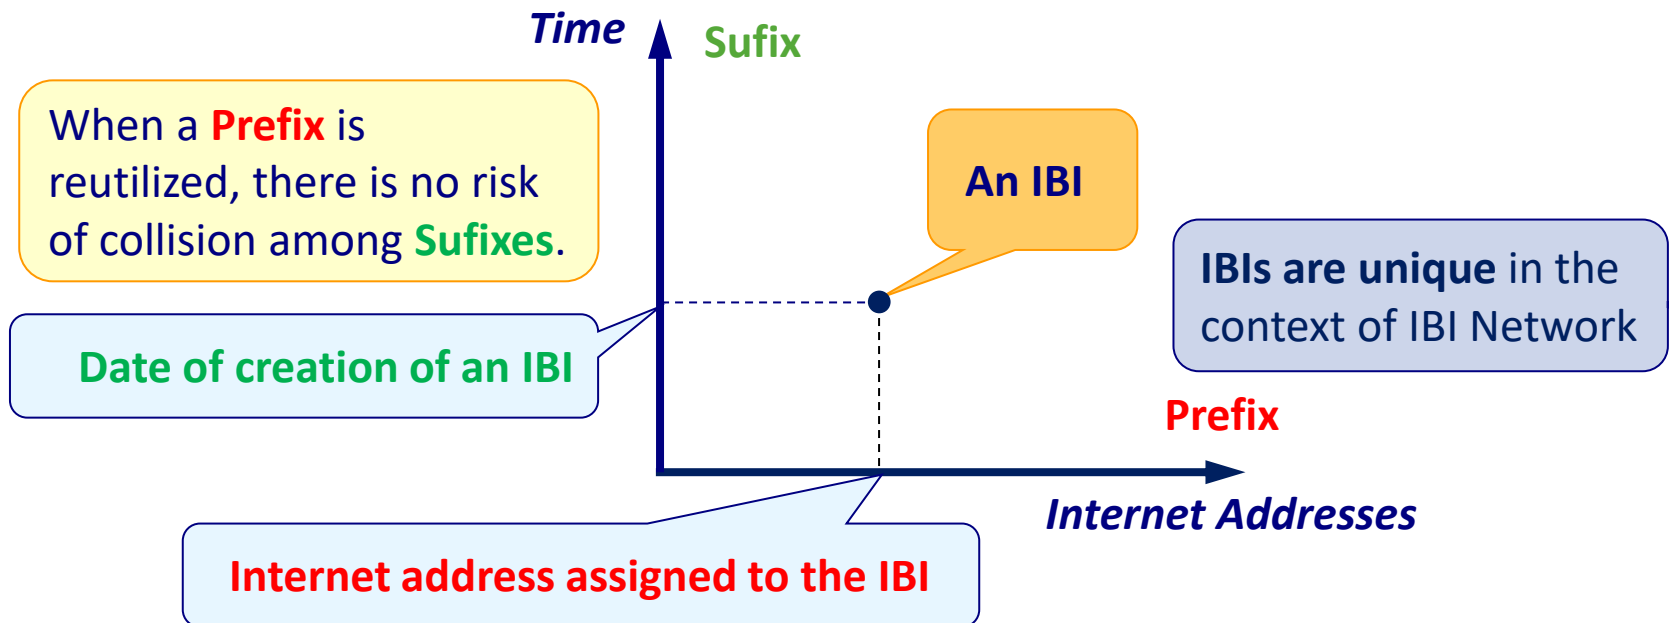 Time
Sufix
When a Prefix is
reutilized, there is no risk
of collision among Sufixes.
An IBI
IBIs are unique in the
context of IBI Network
Date of creation of an IBI
Prefix
Internet Addresses
Internet address assigned to the IBI